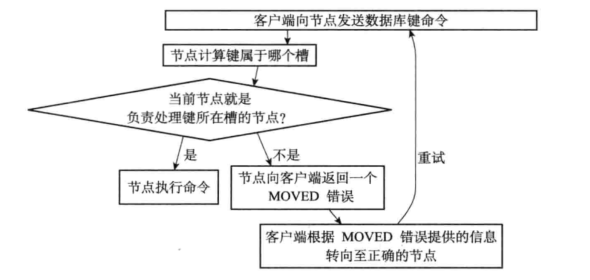 客户端向节点发送数据库键命令
节点计算键属于哪个槽
当前节点就是
负责处理键所在槽的节点?
是
不是
重试
节点执行命令
节点向客户端返回一个
MOVED 错误
客户端根据 MOVED 错误提供的信息
转向至正确的节点